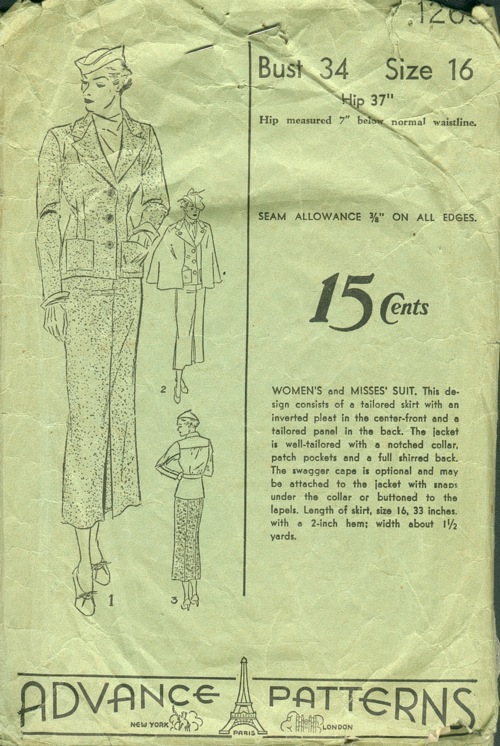 Bust 34 Size 16
Hip 37"
Hip measured 7" below normal waistline.
SEAM ALLOWANCE ⅜" ON ALL EDGES.
15 Cents
WOMEN'S and MISSES' SUIT. This de-
sign consists of a tailored skirt with an
inverted pleat in the center-front and a
tailored panel in the back. The jacket
is well-tailored with a notched collar,
patch pockets and a full shirred back.
The swagger cape is optional and may
be attached to the jacket with snaps
under the collar or buttoned to the
lapels. Length of skirt, size 16, 33 inches,
with a 2-inch hem; width about 1½
yards.
2
3
1
ADVANCE PATTERNS
NEW YORK PARIS LONDON